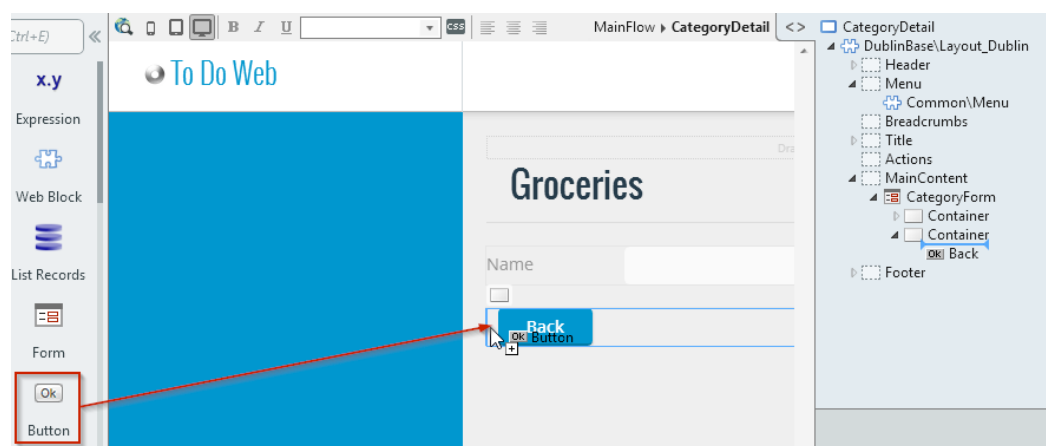 Ctrl+E)
«
B I U
CSS
MainFlow ▸ CategoryDetail
<>
x.y
Expression
Web Block
List Records
Form
Ok
Button
To Do Web
Dra
Groceries
Name
Back
Ok Button
CategoryDetail
DublinBase\Layout_Dublin
Header
Menu
Common\Menu
Breadcrumbs
Title
Actions
MainContent
CategoryForm
Container
Container
Ok Back
Footer